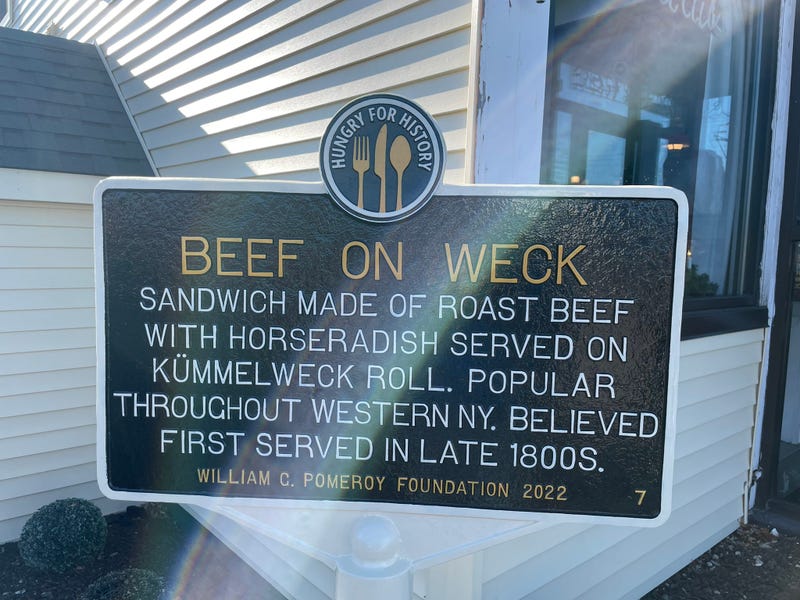 HUNGRY FOR HISTORY
BEEF ON WECK
SANDWICH MADE OF ROAST BEEF
WITH HORSERADISH SERVED ON
KÜMMELWECK ROLL. POPULAR
THROUGHOUT WESTERN NY. BELIEVED
FIRST SERVED IN LATE 1800S.
WILLIAM C. POMEROY FOUNDATION 2022 7